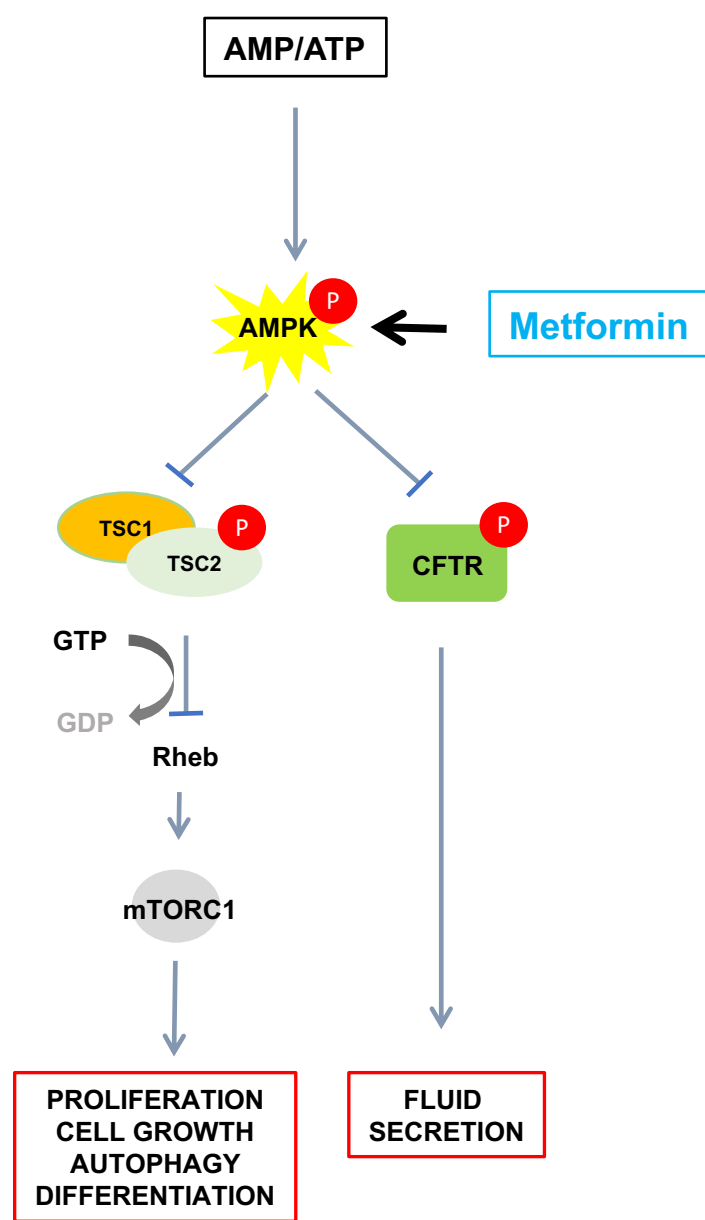 AMP/ATP
P
AMPK
Metformin
P
TSC1
TSC2
P
CFTR
GTP
GDP
Rheb
mTORC1
PROLIFERATION
CELL GROWTH
AUTOPHAGY
DIFFERENTIATION
FLUID
SECRETION